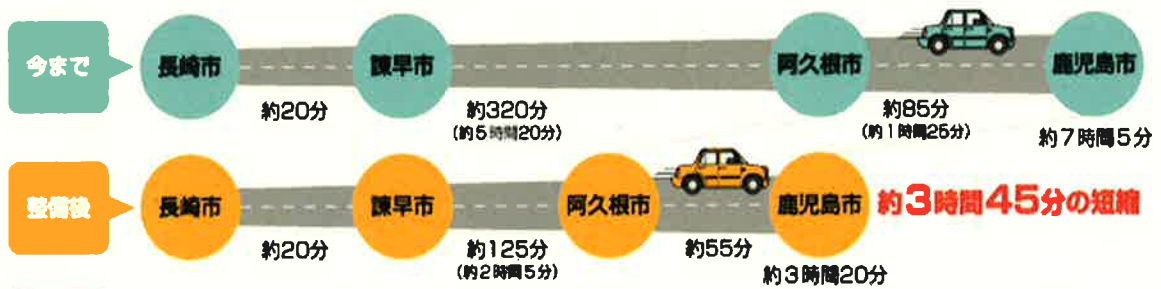 今まで
長崎市
諫早市
阿久根市
鹿児島市
約20分
約320分
(約5時間20分)
約85分
(約1時間25分)
約7時間5分
整備後
長崎市
諫早市
阿久根市
鹿児島市
約3時間45分の短縮
約20分
約125分
(約2時間5分)
約55分
約3時間20分